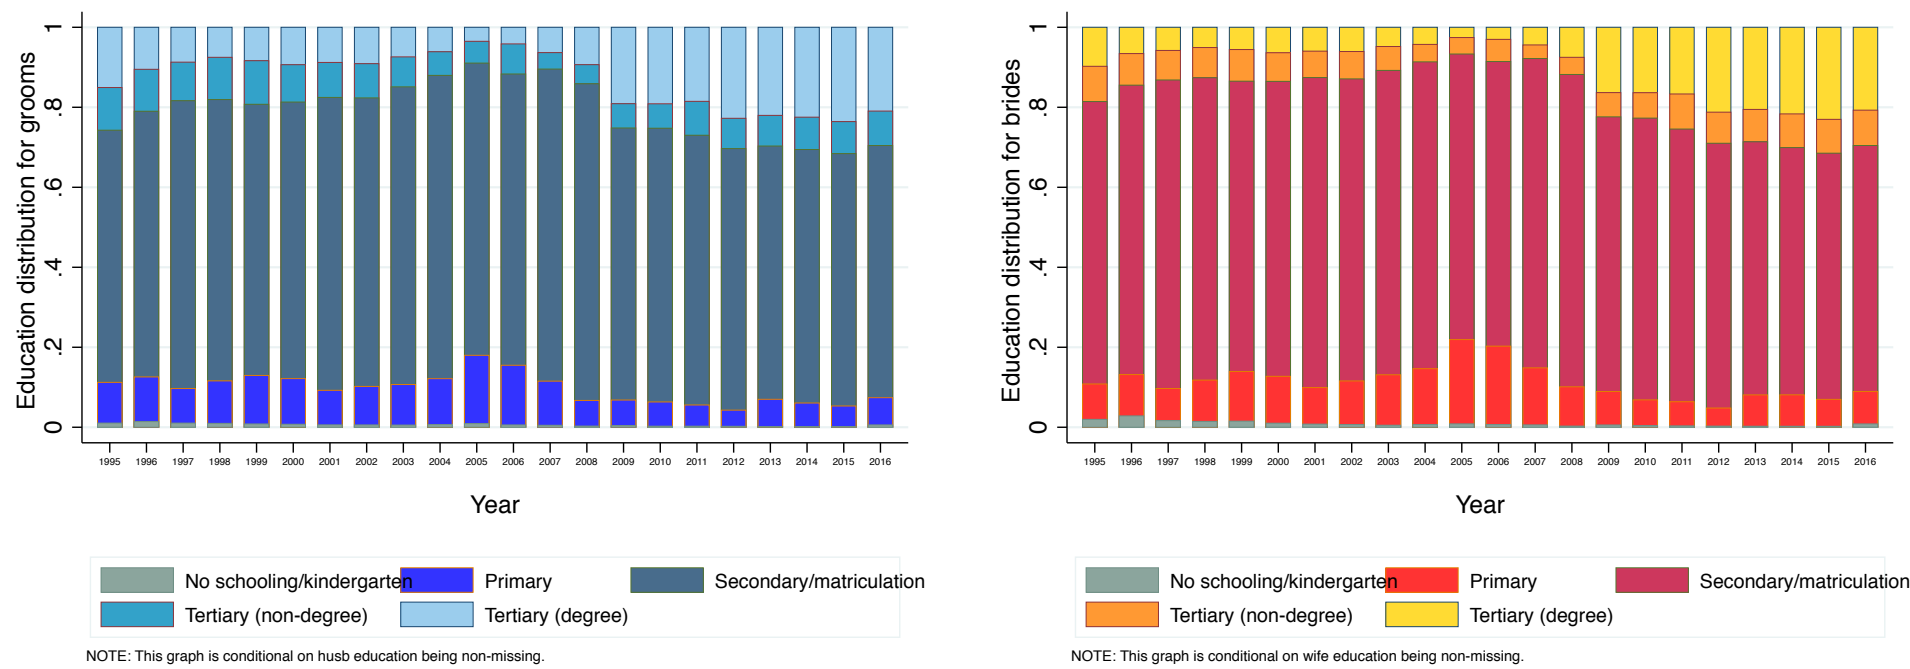 Education distribution for grooms
1
.8
.6
.4
.2
0
1995 1996 1997 1998 1999 2000 2001 2002 2003 2004 2005 2006 2007 2008 2009 2010 2011 2012 2013 2014 2015 2016
Year
No schooling/kindergarten Primary Secondary/matriculation
Tertiary (non-degree) Tertiary (degree)
NOTE: This graph is conditional on husb education being non-missing.
Education distribution for brides
1
.8
.6
.4
.2
0
1995 1996 1997 1998 1999 2000 2001 2002 2003 2004 2005 2006 2007 2008 2009 2010 2011 2012 2013 2014 2015 2016
Year
No schooling/kindergarten Primary Secondary/matriculation
Tertiary (non-degree) Tertiary (degree)
NOTE: This graph is conditional on wife education being non-missing.